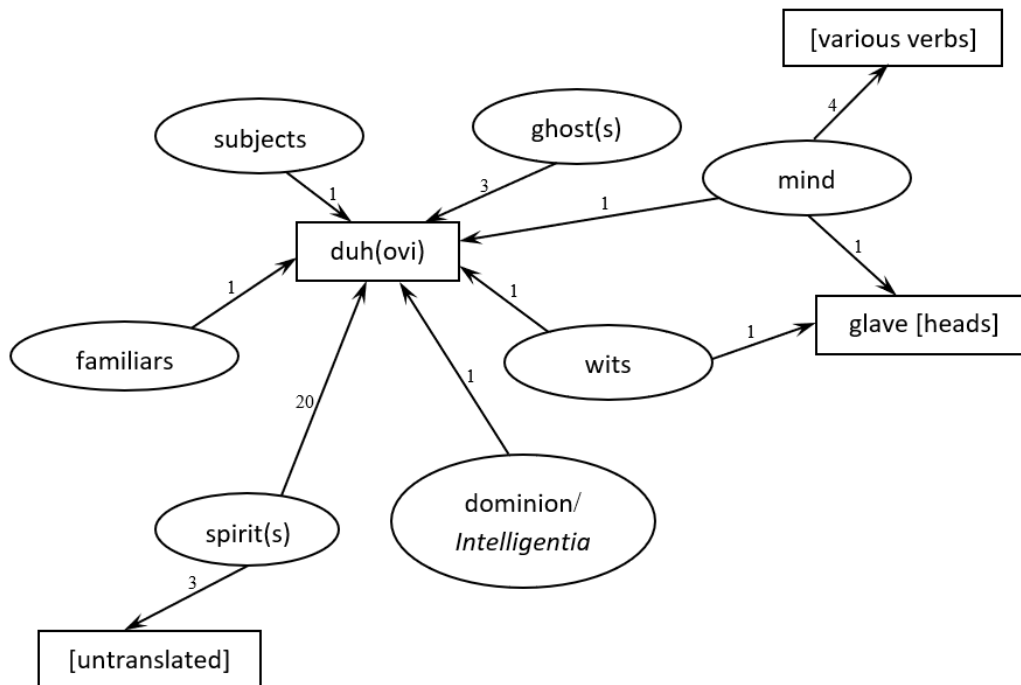 [various verbs]
4
subjects
ghost(s)
mind
1
3
1
1
duh(ovi)
1
1
1
glave [heads]
familiars
wits
20
1
dominion/
Intelligentia
spirit(s)
3
[untranslated]